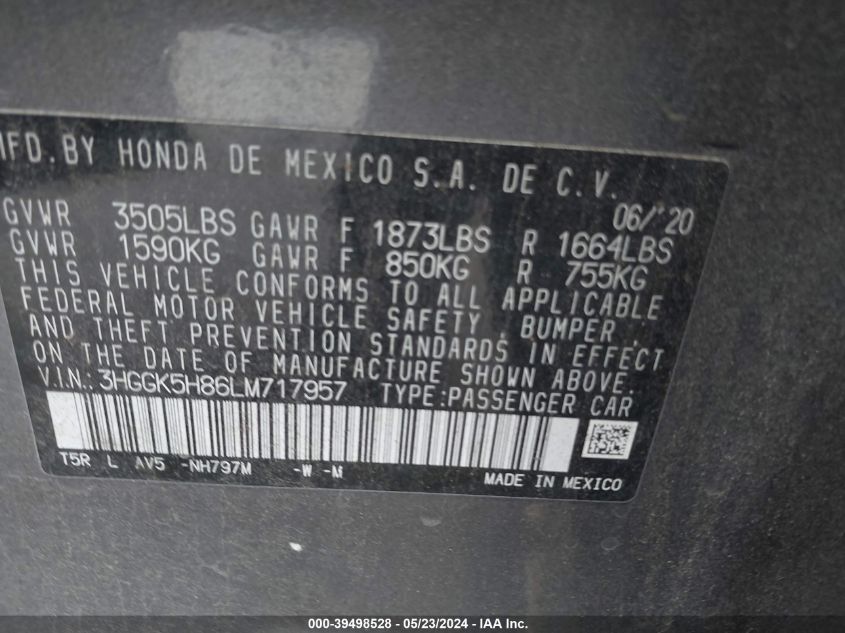 MFD.BY HONDA DE MEXICO S.A. DE C.V.
06/'20
GVWR 3505LBS GAWR F 1873LBS R 1664LBS
GVWR 1590KG GAWR F 850KG R 755KG
THIS VEHICLE CONFORMS TO ALL APPLICABLE
FEDERAL MOTOR VEHICLE SAFETY, BUMPER,
AND THEFT PREVENTION STANDARDS IN EFFECT
ON THE DATE OF MANUFACTURE SHOWN ABOVE.
V.I.N.: 3HGGK5H86LM717957 TYPE:PASSENGER CAR
T5R L AV5 -NH797M -W -M
MADE IN MEXICO
000-39498528 - 05/23/2024 - IAA Inc.